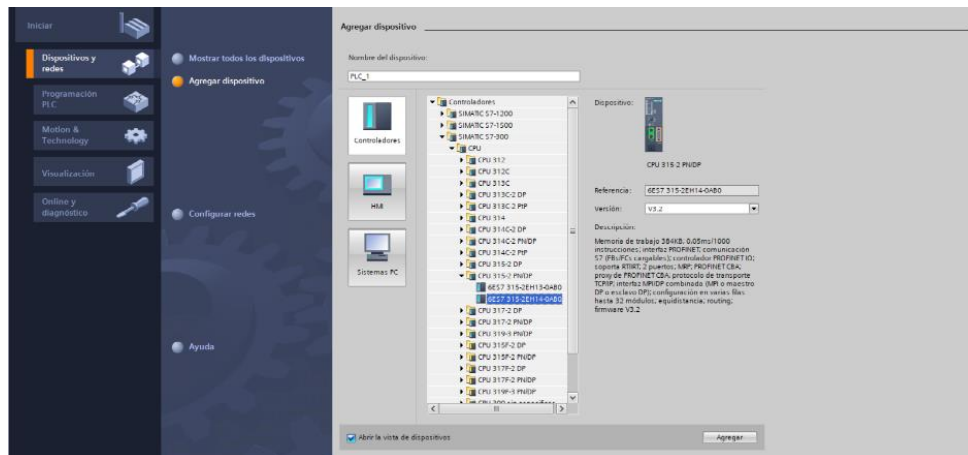 Iniciar
Dispositivos y
redes
Programación
PLC
Motion &
Technology
Visualización
Online y
diagnóstico
Mostrar todos los dispositivos
Agregar dispositivo
Configurar redes
Ayuda
Agregar dispositivo
Nombre del dispositivo:
PLC_1
Controladores
HMI
Sistemas PC
Controladores
SIMATIC S7-1200
SIMATIC S7-1500
SIMATIC S7-300
CPU
CPU 312
CPU 312C
CPU 313C
CPU 313C-2 DP
CPU 313C-2 PtP
CPU 314
CPU 314C-2 DP
CPU 314C-2 PN/DP
CPU 314C-2 PtP
CPU 315-2 DP
CPU 315-2 PN/DP
6ES7 315-2EH13-0AB0
6ES7 315-2EH14-0AB0
CPU 317-2 DP
CPU 317-2 PN/DP
CPU 319-3 PN/DP
CPU 315F-2 DP
CPU 315F-2 PN/DP
CPU 317F-2 DP
CPU 317F-2 PN/DP
CPU 319F-3 PN/DP
Dispositivo:
CPU 315-2 PN/DP
Referencia:
6ES7 315-2EH14-0AB0
Versión:
V3.2
Descripción:
Memoria de trabajo 384KB, 0.05ms/1000
instrucciones; interfaz PROFINET; comunicación
S7 (FBs/FCs cargables); controlador PROFINET IO;
soporta RT/IRT; 2 puertos; MRP; PROFINET CBA;
proxy de PROFINET CBA; protocolo de transporte
TCP/IP; interfaz MPI/DP combinada (MPI o maestro
DP o esclavo DP); configuración en varias filas
hasta 32 módulos; equidistancia; routing;
firmware V3.2
Abrir la vista de dispositivos
Agregar